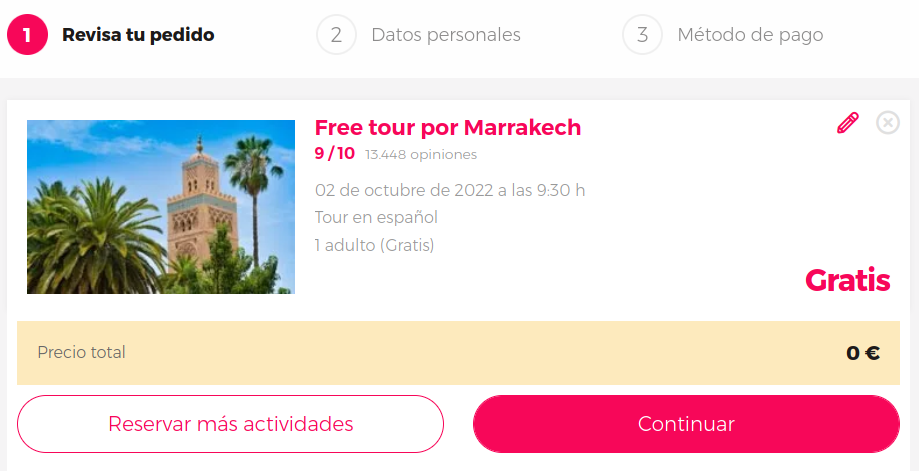 1 Revisa tu pedido 2 Datos personales 3 Método de pago
Free tour por Marrakech
9 / 10 13.448 opiniones
02 de octubre de 2022 a las 9:30 h
Tour en español
1 adulto (Gratis)
Gratis
Precio total 0 €
Reservar más actividades Continuar